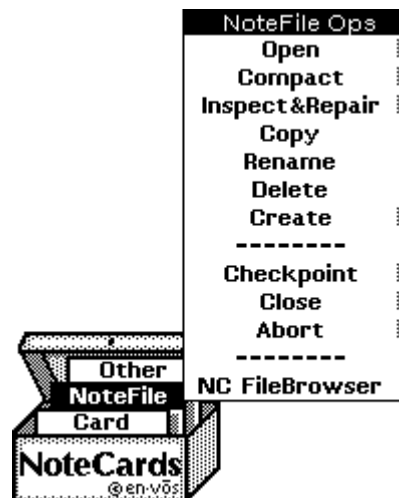 NoteFile Ops
Open
Compact
Inspect&Repair
Copy
Rename
Delete
Create
--------
Checkpoint
Close
Abort
--------
NC FileBrowser
Other
NoteFile
Card
NoteCards
©en·vōs